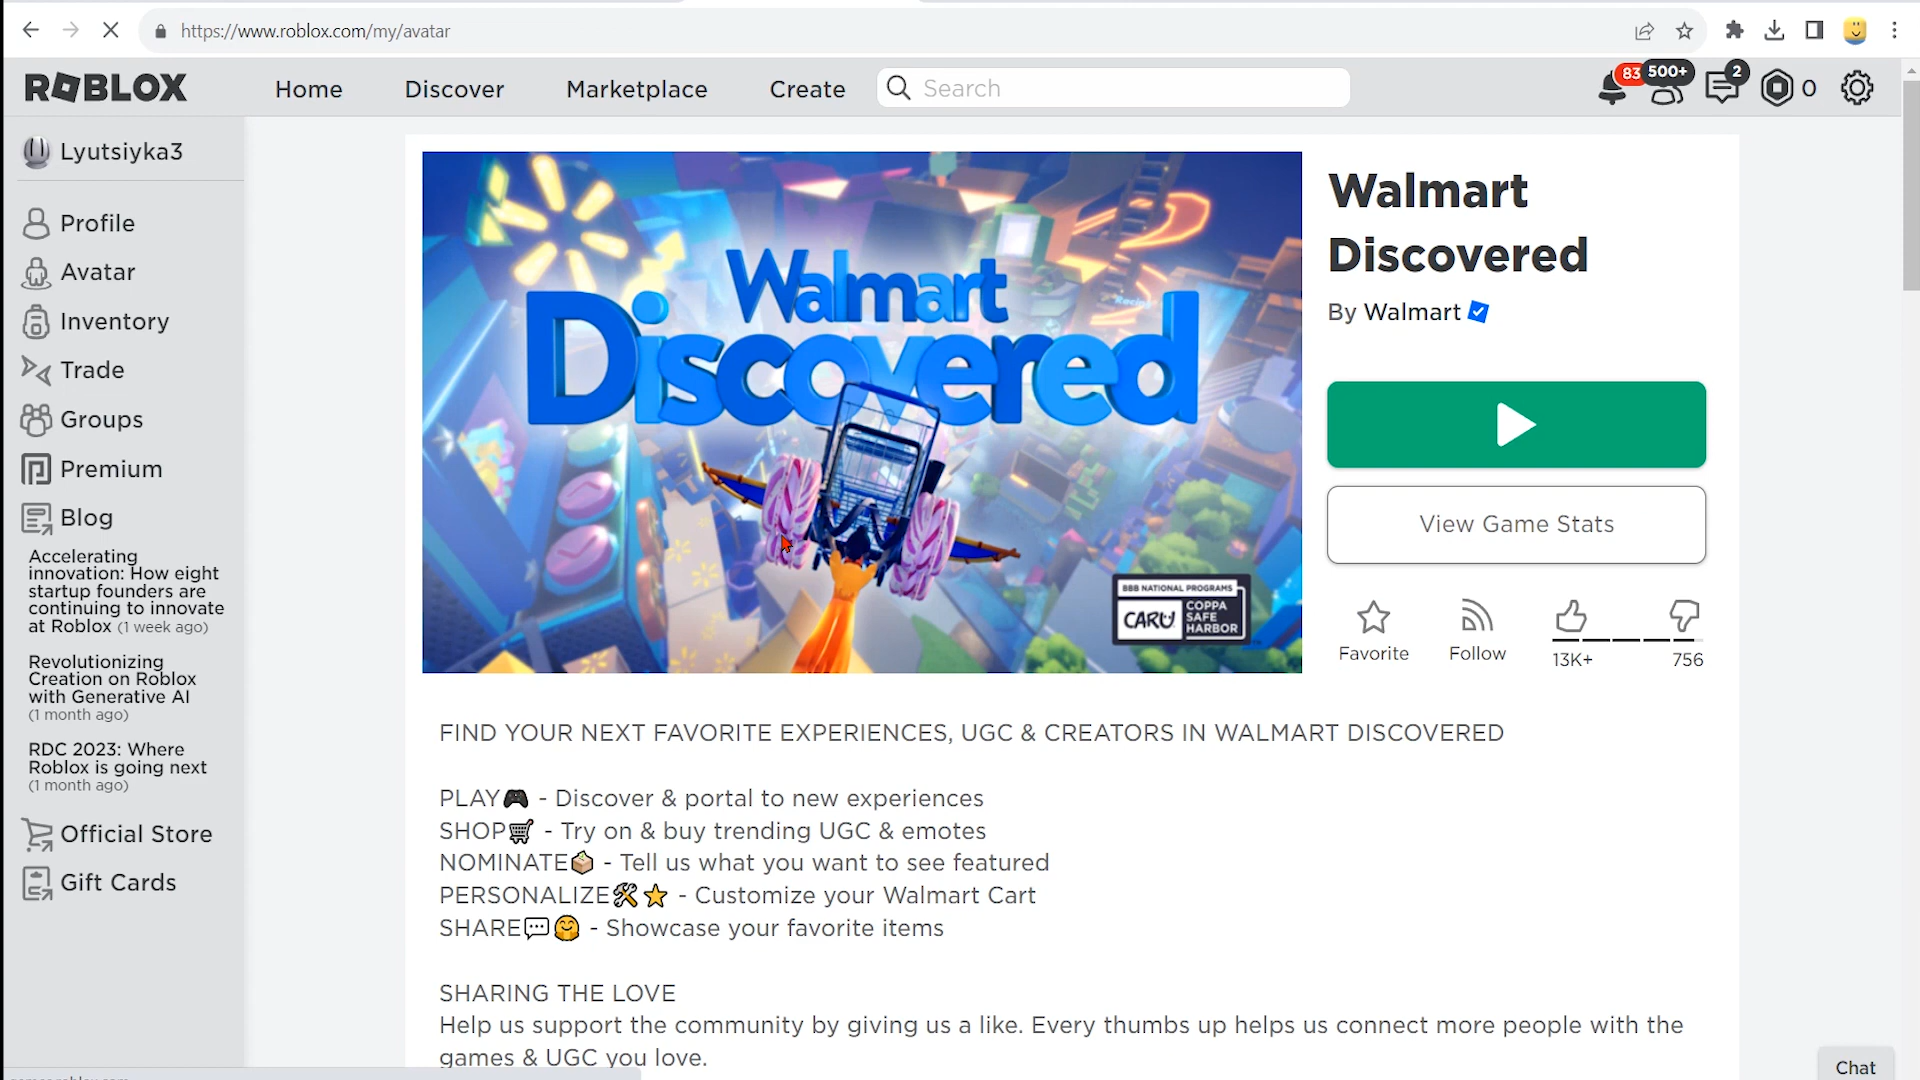 https://www.roblox.com/my/avatar
ROBLOX
Home
Discover
Marketplace
Create
Search
83
500+
2
0
Lyutsiyka3
Profile
Avatar
Inventory
Trade
Groups
Premium
Blog
Accelerating
innovation: How eight
startup founders are
continuing to innovate
at Roblox (1 week ago)
Revolutionizing
Creation on Roblox
with Generative AI
(1 month ago)
RDC 2023: Where
Roblox is going next
(1 month ago)
Official Store
Gift Cards
Walmart
Discovered
BBB NATIONAL PROGRAMS
CARU
COPPA
SAFE
HARBOR
Walmart
Discovered
By Walmart
View Game Stats
Favorite
Follow
13K+
756
FIND YOUR NEXT FAVORITE EXPERIENCES, UGC & CREATORS IN WALMART DISCOVERED
PLAY🎮 - Discover & portal to new experiences
SHOP🛒 - Try on & buy trending UGC & emotes
NOMINATE🗳️ - Tell us what you want to see featured
PERSONALIZE🛠️⭐ - Customize your Walmart Cart
SHARE💬🤗 - Showcase your favorite items
SHARING THE LOVE
Help us support the community by giving us a like. Every thumbs up helps us connect more people with the
games & UGC you love.
Chat